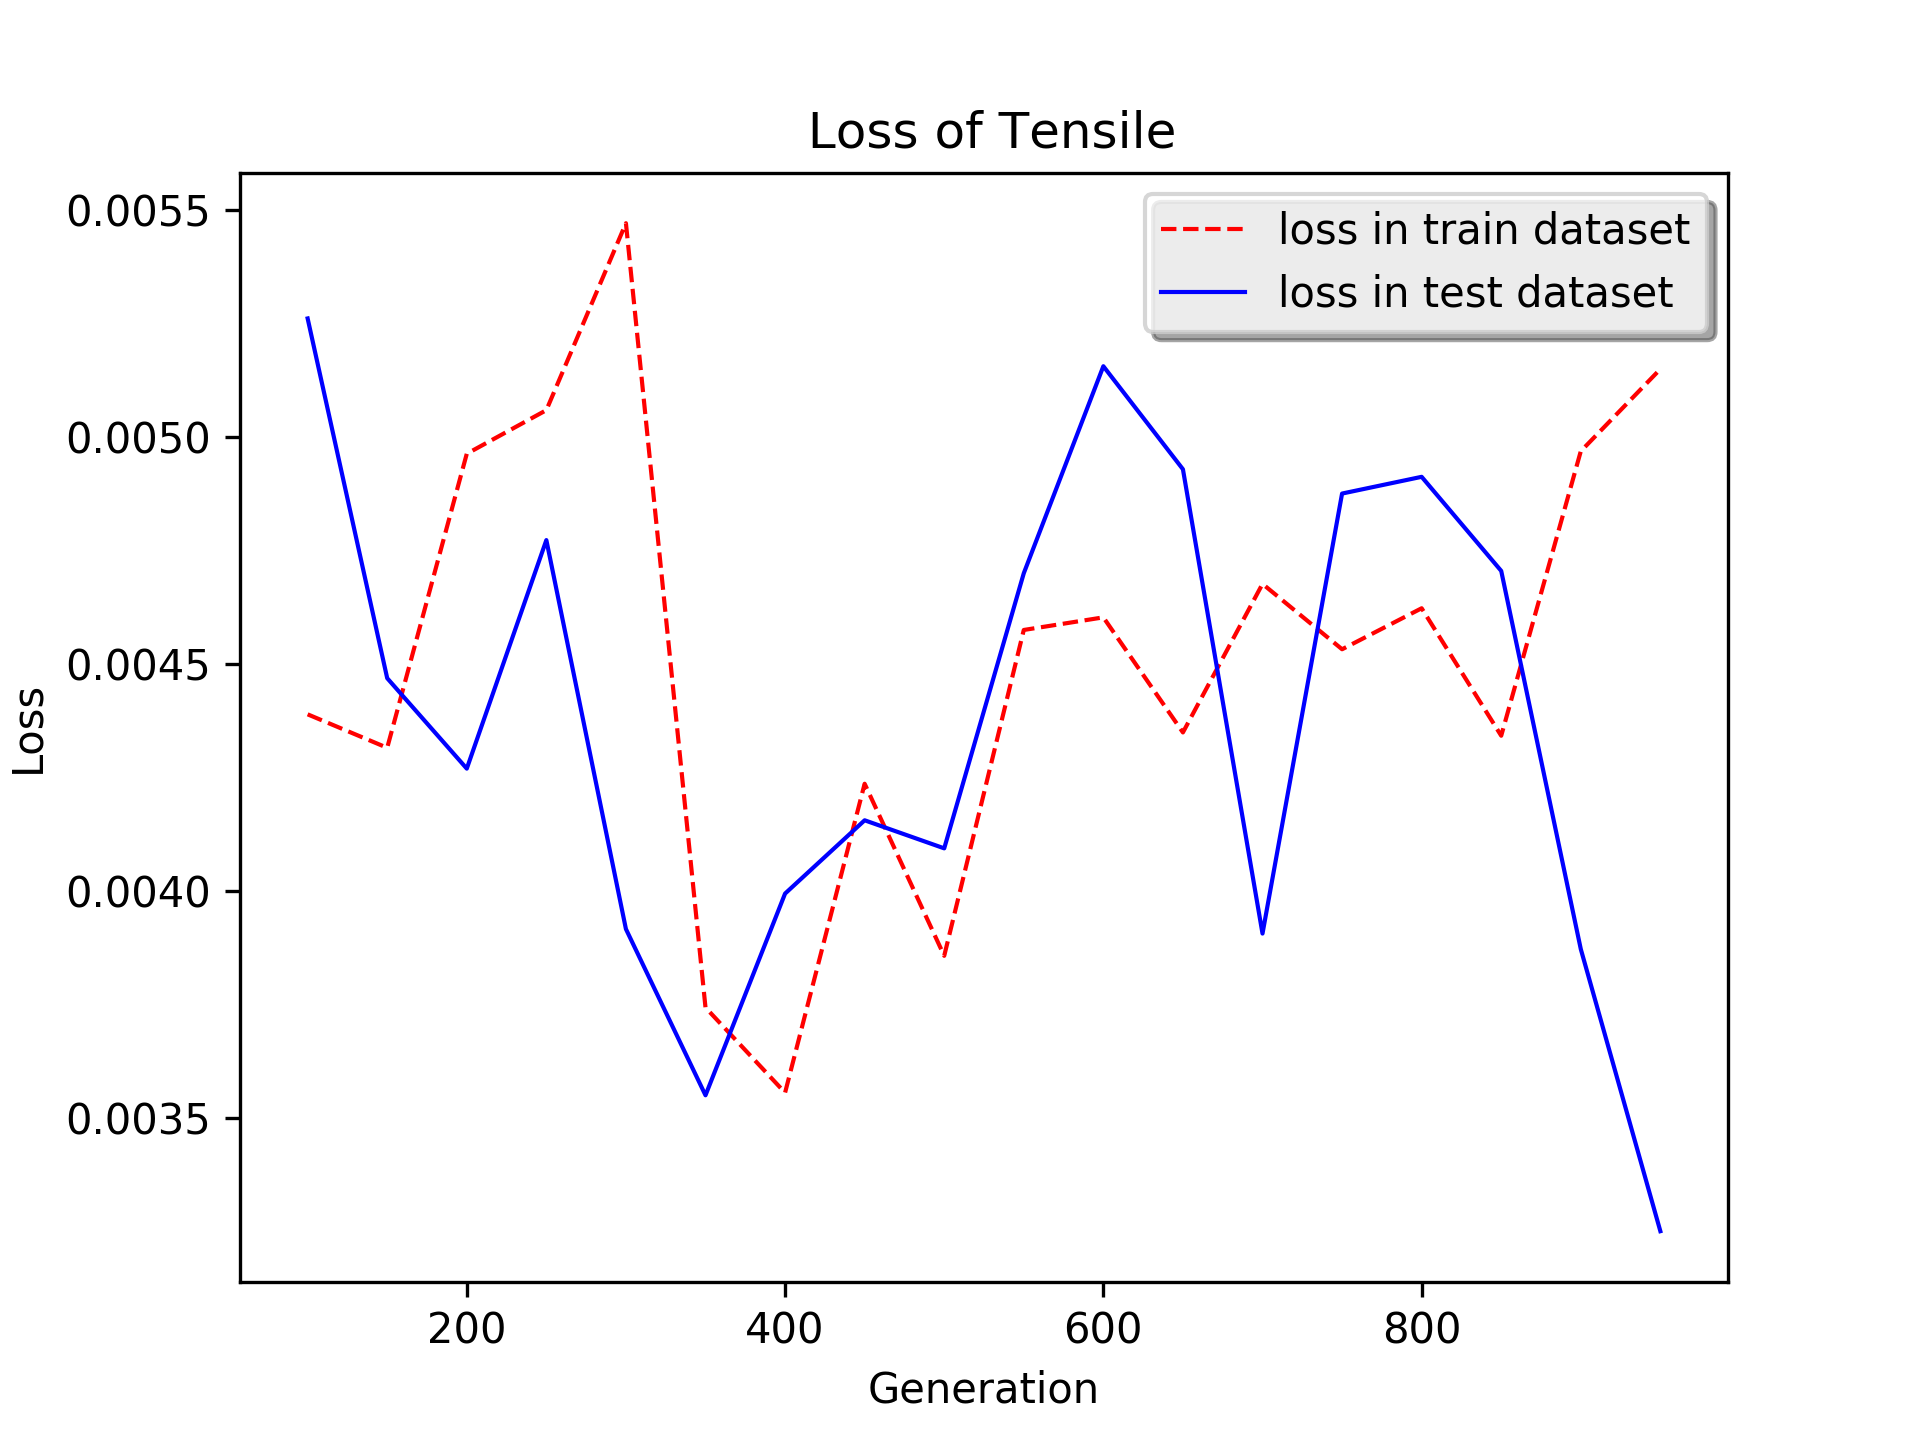 Loss of Tensile
loss in train dataset
loss in test dataset
0.0055
0.0050
0.0045
0.0040
0.0035
Loss
200 400 600 800
Generation